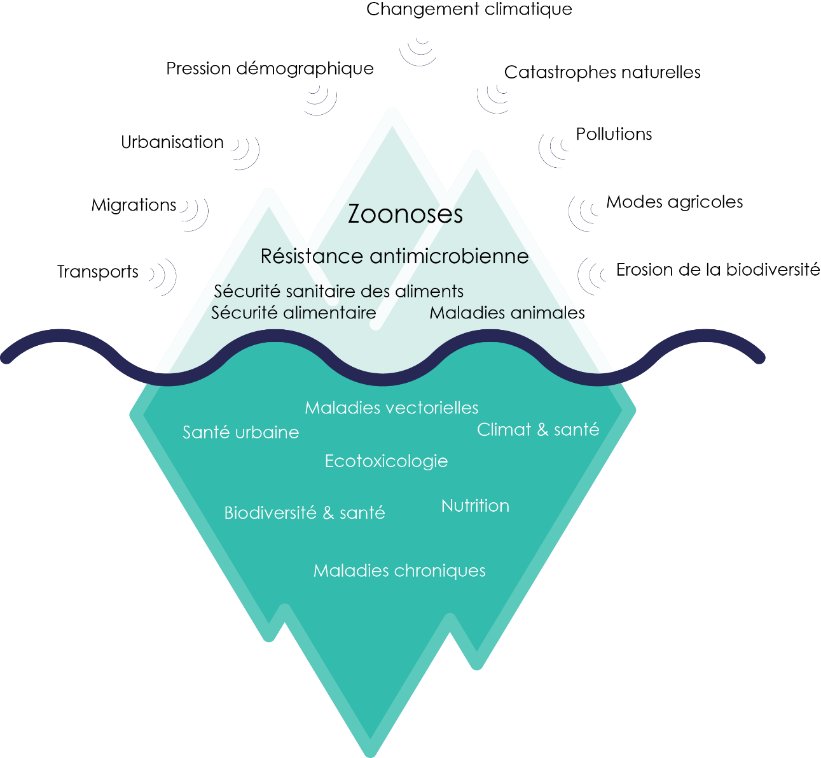 Changement climatique
Pression démographique
Catastrophes naturelles
Urbanisation
Pollutions
Migrations
Modes agricoles
Transports
Erosion de la biodiversité
Zoonoses
Résistance antimicrobienne
Sécurité sanitaire des aliments
Sécurité alimentaire
Maladies animales
Maladies vectorielles
Santé urbaine
Climat & santé
Ecotoxicologie
Biodiversité & santé
Nutrition
Maladies chroniques